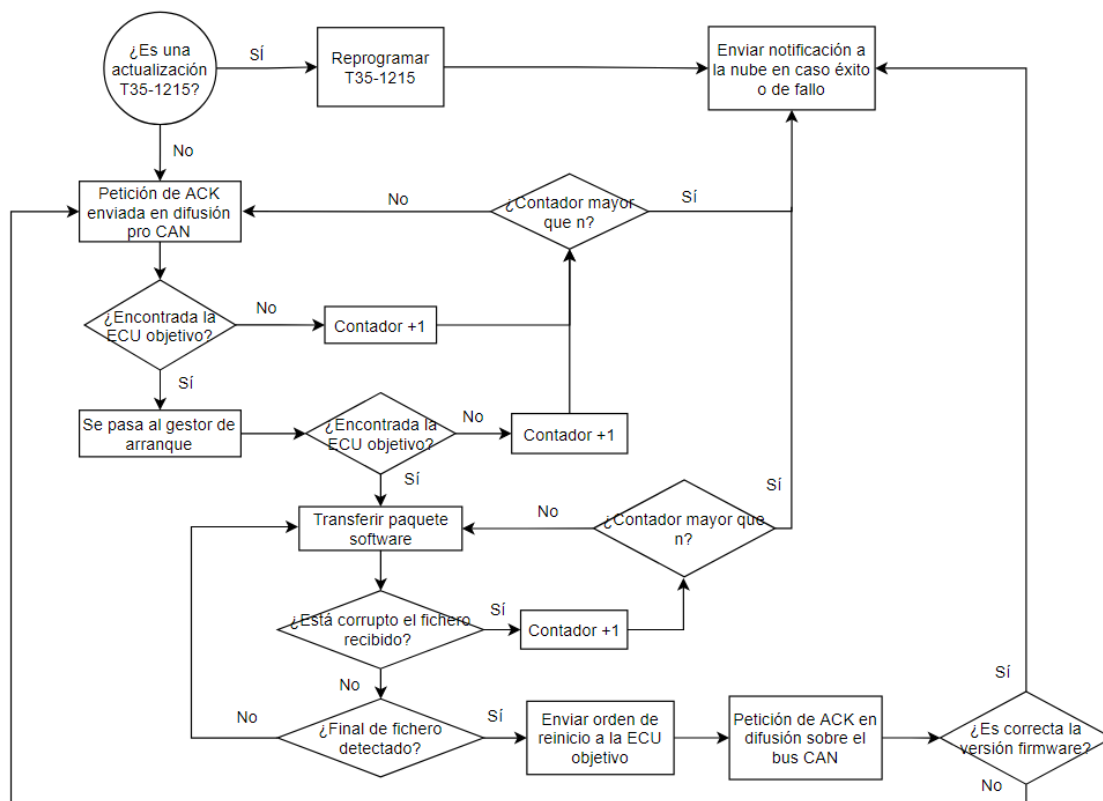 ¿Es una
actualización
T35-1215?
SÍ
Reprogramar
T35-1215
Enviar notificación a
la nube en caso éxito
o de fallo
No
Petición de ACK
enviada en difusión
pro CAN
No
¿Contador mayor
que n?
Sí
¿Encontrada la
ECU objetivo?
No
Contador +1
Sí
Se pasa al gestor de
arranque
¿Encontrada la
ECU objetivo?
No
Contador +1
Sí
Transferir paquete
software
No
¿Contador mayor que
n?
Sí
¿Está corrupto el fichero
recibido?
Sí
Contador +1
No
¿Final de fichero
detectado?
No
Sí
Enviar orden de
reinicio a la ECU
objetivo
Petición de ACK en
difusión sobre el
bus CAN
¿Es correcta la
versión firmware?
Sí
No